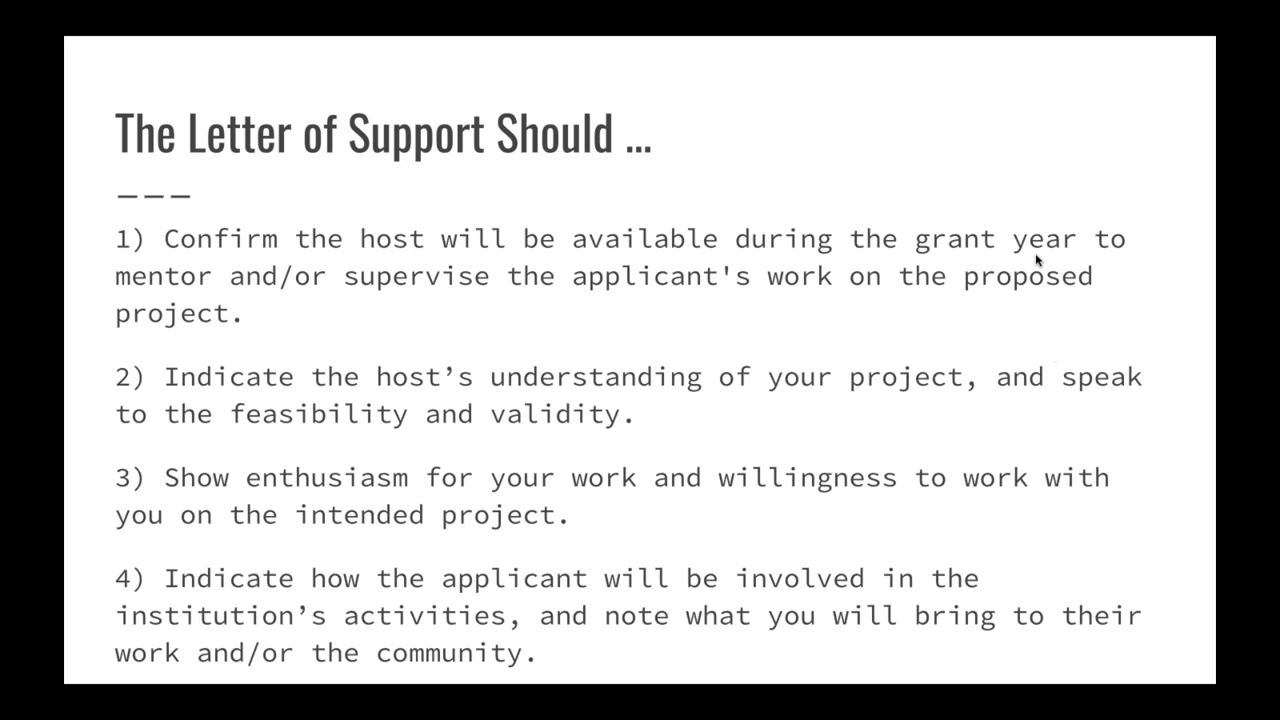 The Letter of Support Should ...
———
1) Confirm the host will be available during the grant year to
mentor and/or supervise the applicant's work on the proposed
project.
2) Indicate the host’s understanding of your project, and speak
to the feasibility and validity.
3) Show enthusiasm for your work and willingness to work with
you on the intended project.
4) Indicate how the applicant will be involved in the
institution’s activities, and note what you will bring to their
work and/or the community.